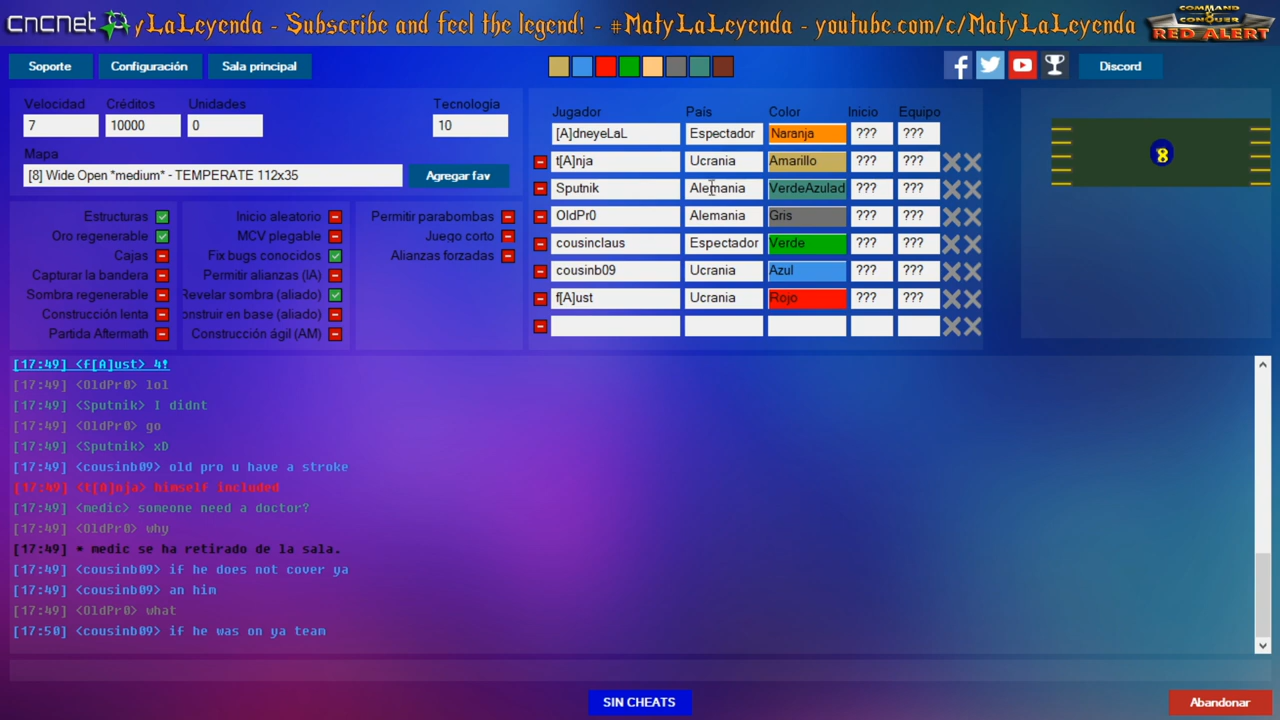 cncnet
yLaLeyenda - Subscribe and feel the legend! - #MatyLaLeyenda - youtube.com/c/MatyLaLeyenda
COMMAND & CONQUER
RED ALERT
Soporte
Configuración
Sala principal
Discord
Velocidad
Créditos
Unidades
Tecnología
7
10000
0
10
Mapa
[8] Wide Open *medium* - TEMPERATE 112x35
Agregar fav
Estructuras
Oro regenerable
Cajas
Capturar la bandera
Sombra regenerable
Construcción lenta
Partida Aftermath
Inicio aleatorio
MCV plegable
Fix bugs conocidos
Permitir alianzas (IA)
Revelar sombra (aliado)
onstruir en base (aliado)
Construcción ágil (AM)
Permitir parabombas
Juego corto
Alianzas forzadas
Jugador País Color Inicio Equipo
[A]dneyeLaL Espectador Naranja ??? ???
t[A]nja Ucrania Amarillo ??? ???
Sputnik Alemania VerdeAzulad ??? ???
OldPr0 Alemania Gris ??? ???
cousinclaus Espectador Verde ??? ???
cousinb09 Ucrania Azul ??? ???
f[A]ust Ucrania Rojo ??? ???
8
[17:49] <f[A]ust> 4!
[17:49] <OldPr0> lol
[17:49] <Sputnik> I didnt
[17:49] <OldPr0> go
[17:49] <Sputnik> xD
[17:49] <cousinb09> old pro u have a stroke
[17:49] <t[A]nja> himself included
[17:49] <medic> someone need a doctor?
[17:49] <OldPr0> why
[17:49] * medic se ha retirado de la sala.
[17:49] <cousinb09> if he does not cover ya
[17:49] <cousinb09> an him
[17:49] <OldPr0> what
[17:50] <cousinb09> if he was on ya team
SIN CHEATS
Abandonar